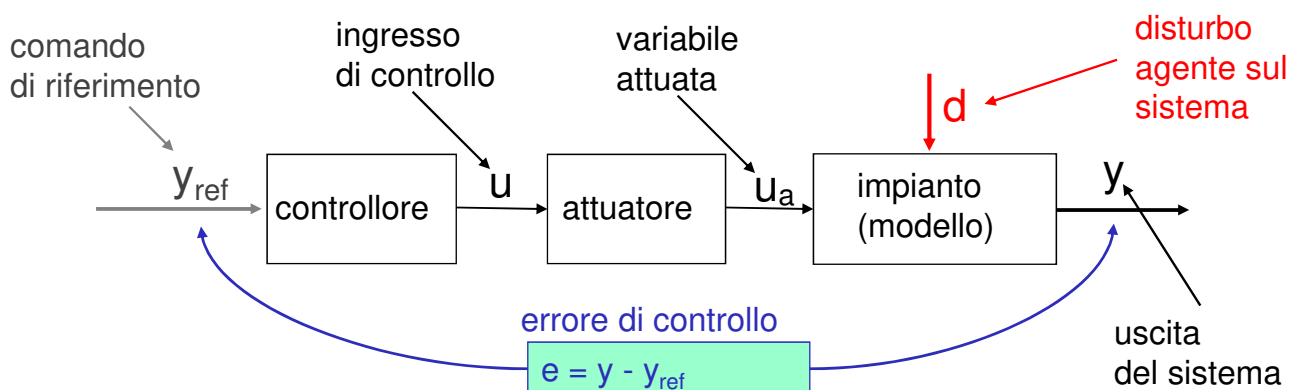 comando
di riferimento
ingresso
di controllo
variabile
attuata
disturbo
agente sul
sistema
d
y_ref
controllore
u
attuatore
u_a
impianto
(modello)
y
errore di controllo
e = y - y_ref
uscita
del sistema